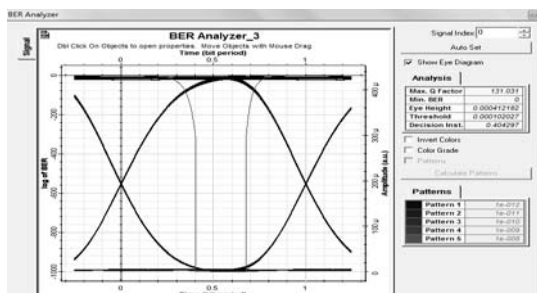 BER Analyzer
Signal
BER Analyzer_3
Dbl Click On Objects to open properties. Move Objects with Mouse Drag
Time (bit period)
0 0.5 1
log of BER
0
-200
-400
-600
-800
-1000
Amplitude (a.u.)
400 µ
300 µ
200 µ
100 µ
0
0 0.5 1
Signal Index: 0
Auto Set
Show Eye Diagram
Analysis
Max. Q Factor 131.031
Min. BER 0
Eye Height 0.000412182
Threshold 0.000102027
Decision Inst. 0.404297
Invert Colors
Color Grade
Patterns
Calculate Patterns
Patterns
Pattern 1 1e-012
Pattern 2 1e-011
Pattern 3 1e-010
Pattern 4 1e-009
Pattern 5 1e-008